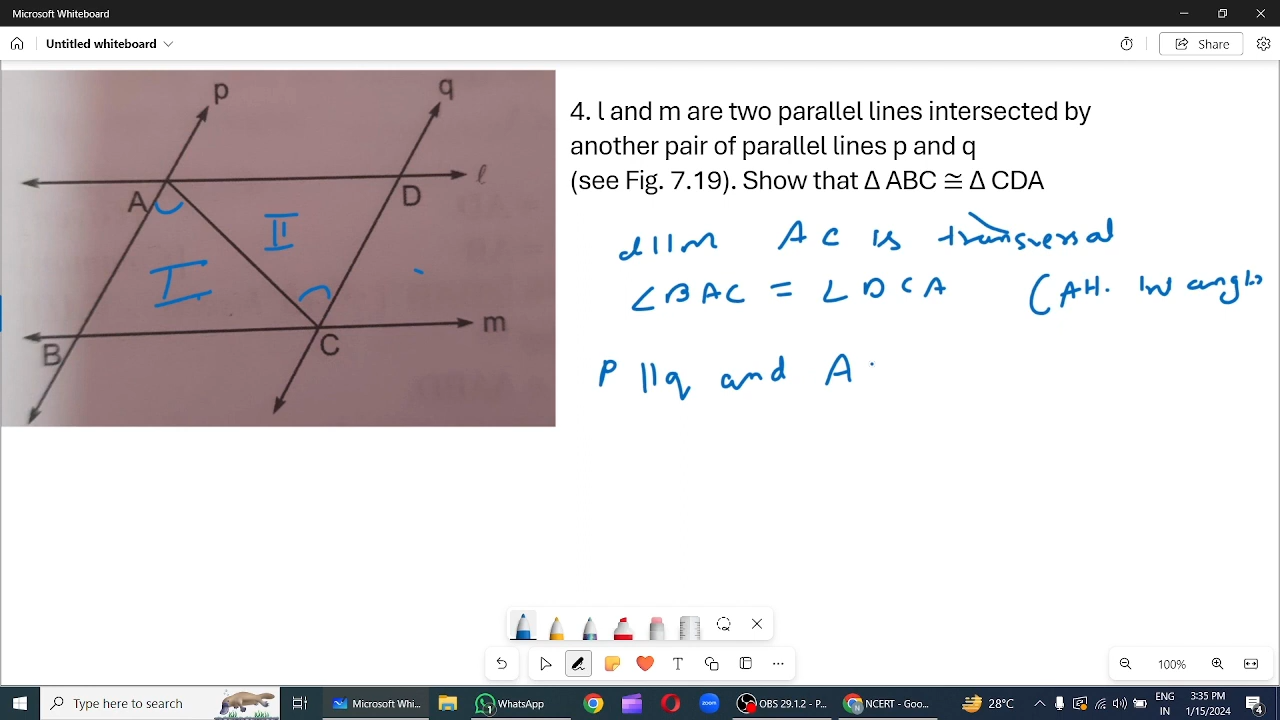 Microsoft Whiteboard
Untitled whiteboard
Share
p
q
4. l and m are two parallel lines intersected by
another pair of parallel lines p and q
(see Fig. 7.19). Show that Δ ABC ≅ Δ CDA
A
D
ℓ
II
I
B
C
m
l || m AC is transversal
∠BAC = ∠DCA (Alt. Int angles
P || q and A
100%
Type here to search
Microsoft Whi...
WhatsApp
zoom
OBS 29.1.2 - P...
NCERT - Goo...
28°C
ENG
IN
3:35 PM
1/15/2024